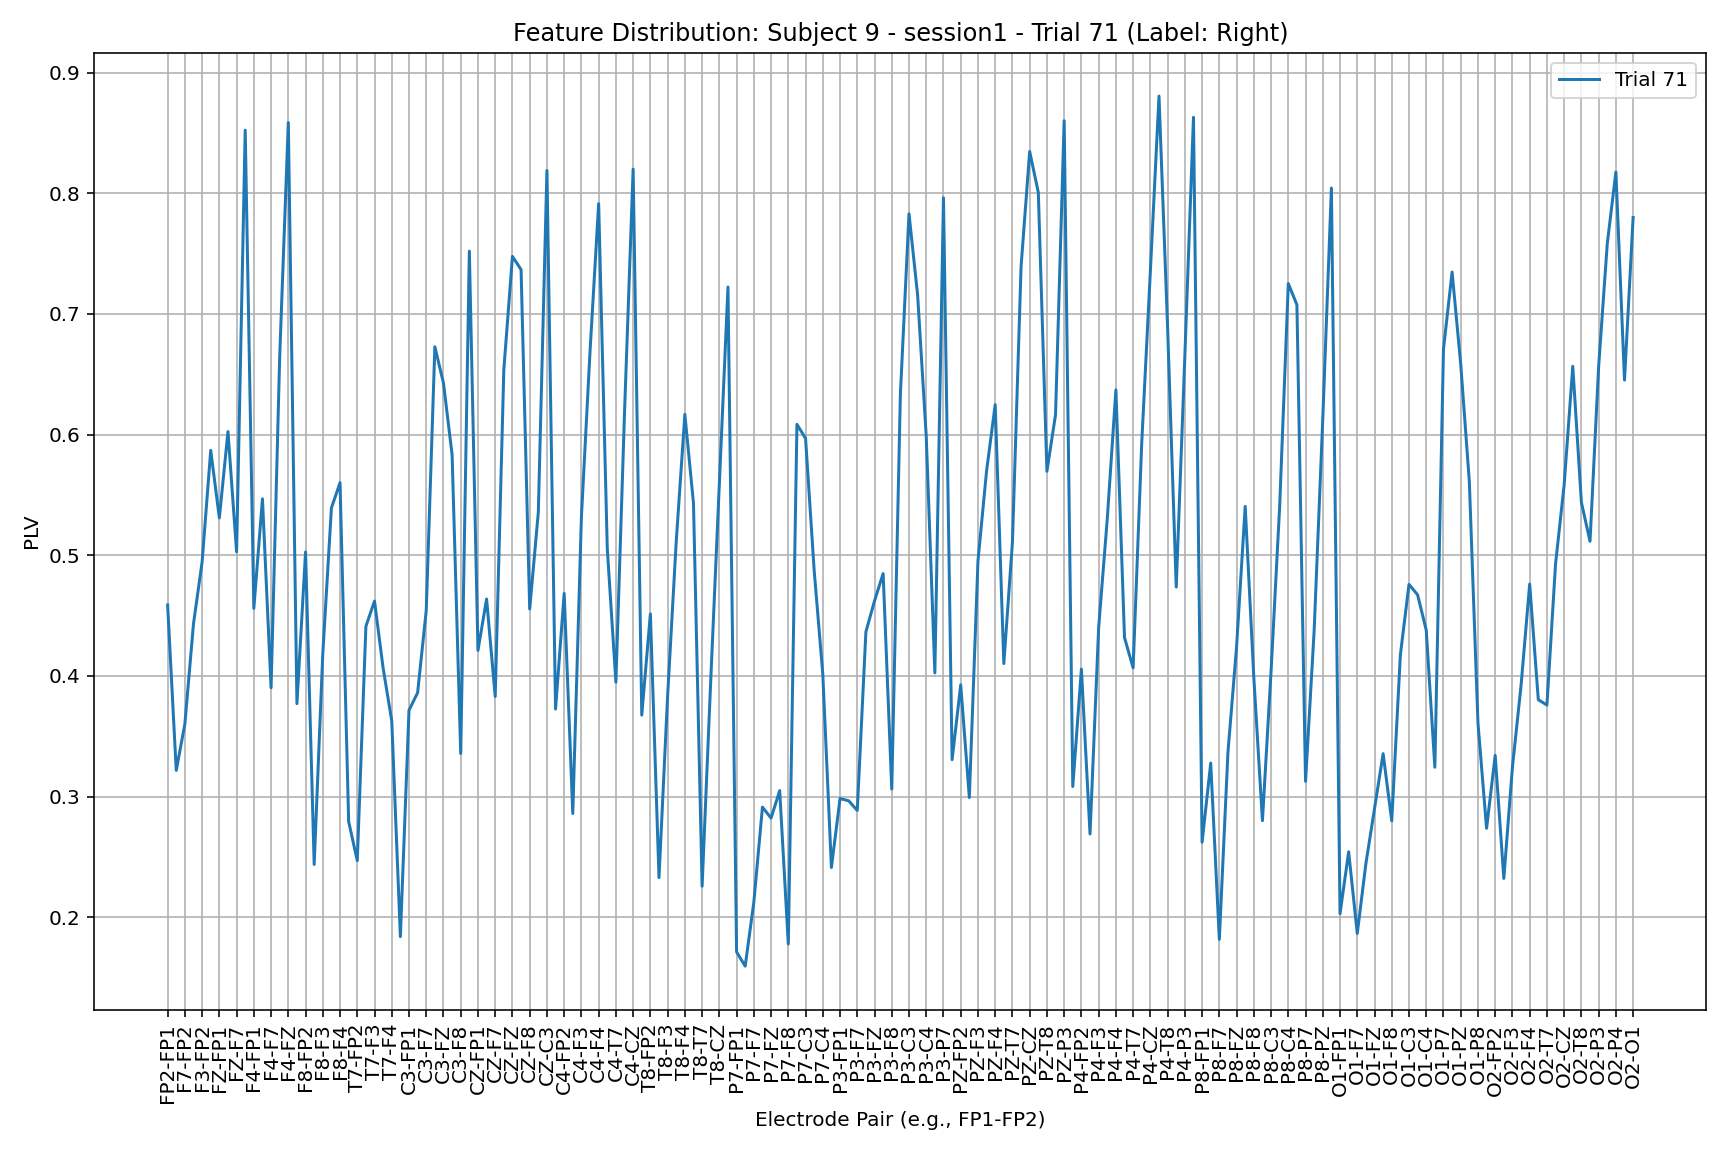 Feature Distribution: Subject 9 - session1 - Trial 71 (Label: Right)
Trial 71
0.9
0.8
0.7
0.6
0.5
0.4
0.3
0.2
PLV
FP2-FP1
F7-FP2
F3-FP2
FZ-FP1
FZ-F7
F4-FP1
F4-F7
F4-FZ
F8-FP2
F8-F3
F8-F4
T7-FP2
T7-F3
T7-F4
C3-FP1
C3-F7
C3-FZ
C3-F8
CZ-FP1
CZ-F7
CZ-FZ
CZ-F8
CZ-C3
C4-FP2
C4-F3
C4-F4
C4-T7
C4-CZ
T8-FP2
T8-F3
T8-F4
T8-T7
T8-CZ
P7-FP1
P7-F7
P7-FZ
P7-F8
P7-C3
P7-C4
P3-FP1
P3-F7
P3-FZ
P3-F8
P3-C3
P3-C4
P3-P7
PZ-FP2
PZ-F3
PZ-F4
PZ-T7
PZ-CZ
PZ-T8
PZ-P3
P4-FP2
P4-F3
P4-F4
P4-T7
P4-CZ
P4-T8
P4-P3
P8-FP1
P8-F7
P8-FZ
P8-F8
P8-C3
P8-C4
P8-P7
P8-PZ
O1-FP1
O1-F7
O1-FZ
O1-F8
O1-C3
O1-C4
O1-P7
O1-PZ
O1-P8
O2-FP2
O2-F3
O2-F4
O2-T7
O2-CZ
O2-T8
O2-P3
O2-P4
O2-O1
Electrode Pair (e.g., FP1-FP2)